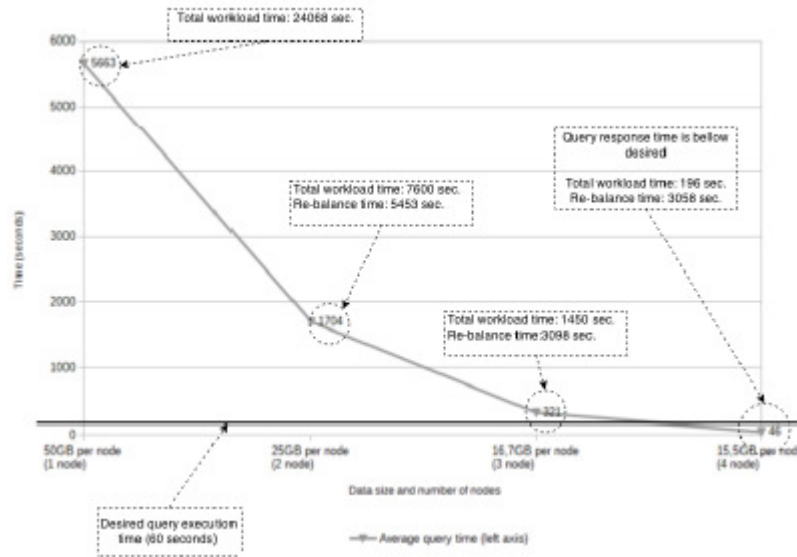 Total workload time: 24068 sec.
6000
5663
5000
Query response time is bellow
desired
Total workload time: 196 sec.
Re-balance time: 3058 sec.
4000
Total workload time: 7600 sec.
Re-balance time: 5453 sec.
3000
Time (seconds)
2000
1704
Total workload time: 1450 sec.
Re-balance time:3098 sec.
1000
321
46
0
50GB per node
(1 node)
25GB per node
(2 node)
16,7GB per node
(3 node)
15,5GB per node
(4 node)
Data size and number of nodes
Desired query execution
time (60 seconds)
Average query time (left axis)